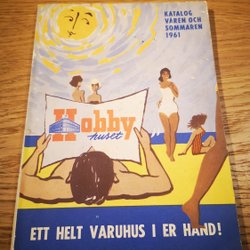 KATALOG
VÅREN OCH
SOMMAREN
1961
Hobby
huset
ETT HELT VARUHUS I ER HAND!